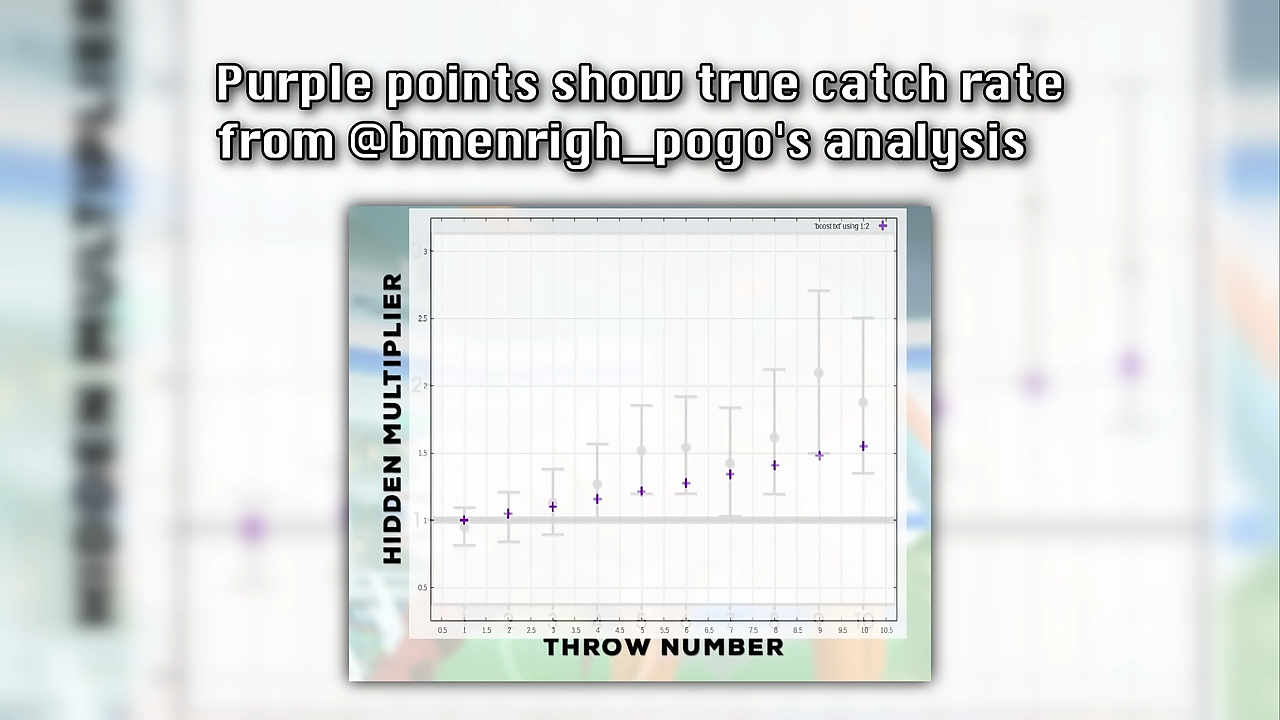 Purple points show true catch rate
from @bmenrigh_pogo's analysis
'boost.txt' using 1:2
HIDDEN MULTIPLIER
3
2.5
2
1.5
1
0.5
0.5 1 1.5 2 2.5 3 3.5 4 4.5 5 5.5 6 6.5 7 7.5 8 8.5 9 9.5 10 10.5
THROW NUMBER